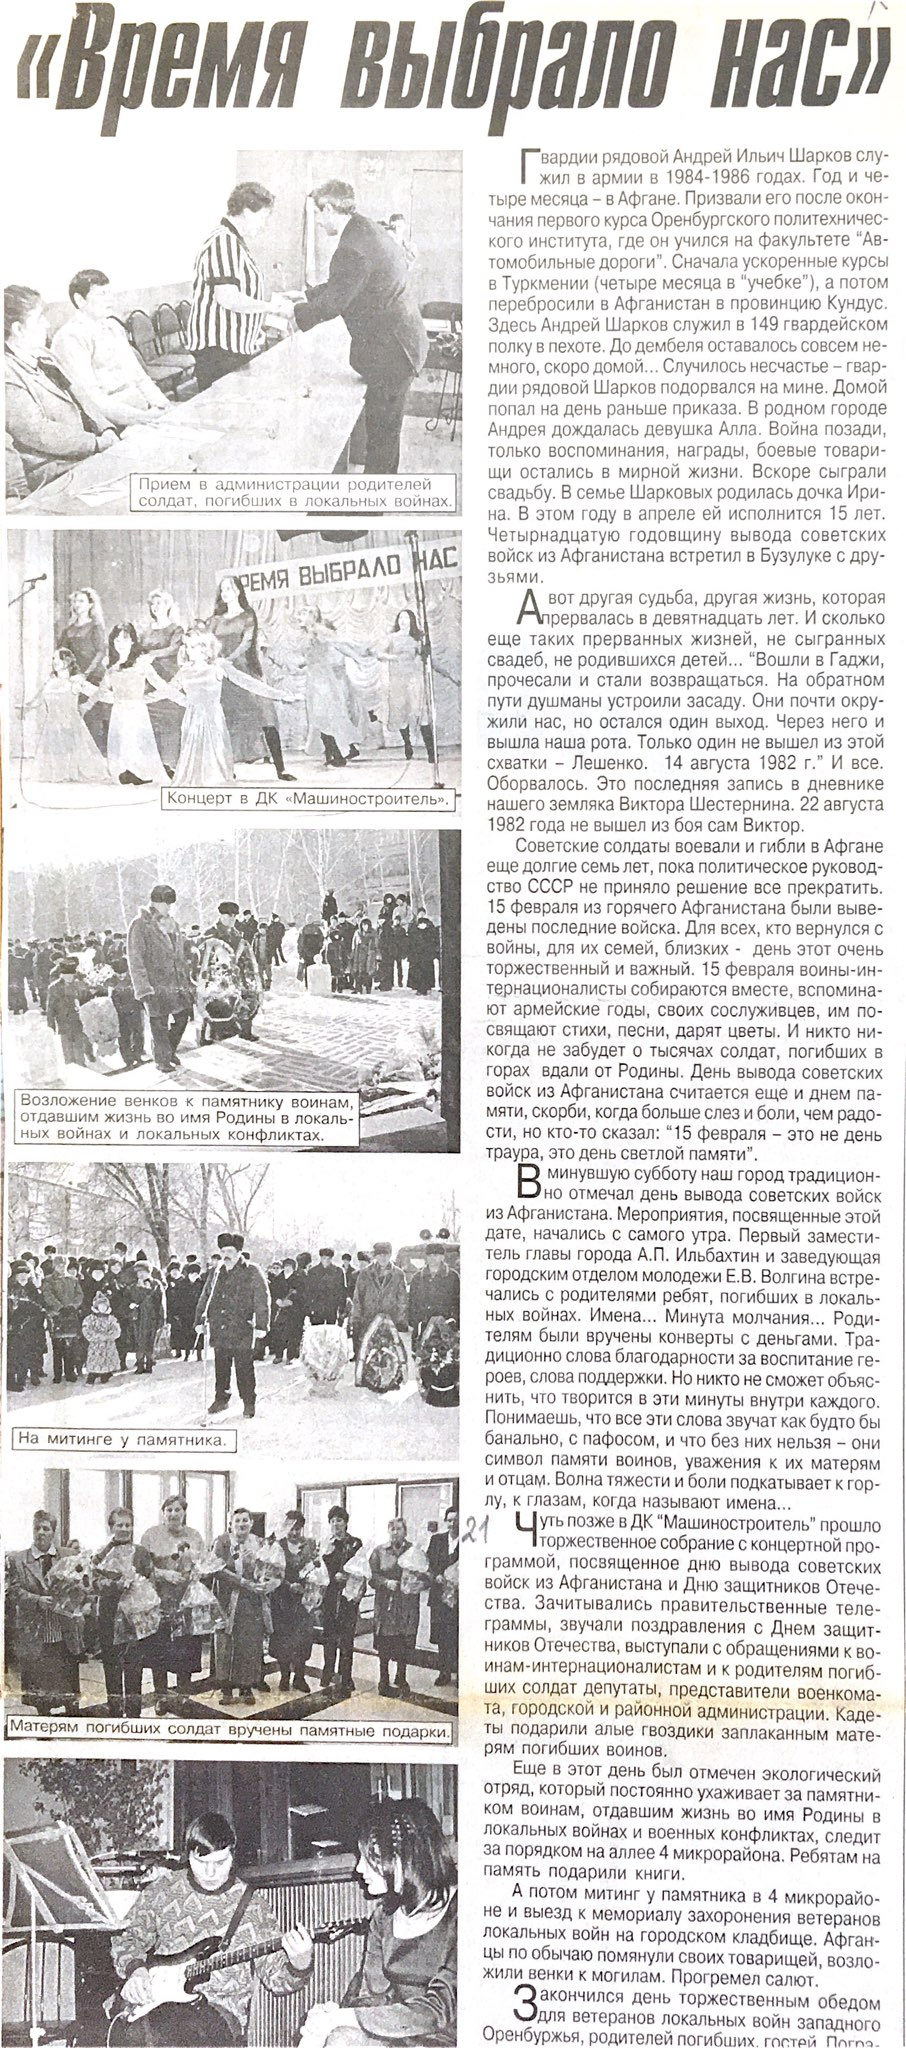 «Время выбрало нас»
Прием в администрации родителей
солдат, погибших в локальных войнах.
ВРЕМЯ ВЫБРАЛО НАС
Концерт в ДК «Машиностроитель».
Возложение венков к памятнику воинам,
отдавшим жизнь во имя Родины в локаль-
ных войнах и локальных конфликтах.
На митинге у памятника.
Матерям погибших солдат вручены памятные подарки.
Гвардии рядовой Андрей Ильич Шарков слу-
жил в армии в 1984-1986 годах. Год и че-
тыре месяца – в Афгане. Призвали его после окон-
чания первого курса Оренбургского политехничес-
кого института, где он учился на факультете “Ав-
томобильные дороги”. Сначала ускоренные курсы
в Туркмении (четыре месяца в "учебке"), а потом
перебросили в Афганистан в провинцию Кундус.
Здесь Андрей Шарков служил в 149 гвардейском
полку в пехоте. До дембеля оставалось совсем не-
много, скоро домой... Случилось несчастье – гвар-
дии рядовой Шарков подорвался на мине. Домой
попал на день раньше приказа. В родном городе
Андрея дождалась девушка Алла. Война позади,
только воспоминания, награды, боевые товари-
щи остались в мирной жизни. Вскоре сыграли
свадьбу. В семье Шарковых родилась дочка Ири-
на. В этом году в апреле ей исполнится 15 лет.
Четырнадцатую годовщину вывода советских
войск из Афганистана встретил в Бузулуке с дру-
зьями.
А вот другая судьба, другая жизнь, которая
прервалась в девятнадцать лет. И сколько
еще таких прерванных жизней, не сыгранных
свадеб, не родившихся детей... “Вошли в Гаджи,
прочесали и стали возвращаться. На обратном
пути душманы устроили засаду. Они почти окру-
жили нас, но остался один выход. Через него и
вышла наша рота. Только один не вышел из этой
схватки – Лешенко. 14 августа 1982 г.” И все.
Оборвалось. Это последняя запись в дневнике
нашего земляка Виктора Шестернина. 22 августа
1982 года не вышел из боя сам Виктор.
Советские солдаты воевали и гибли в Афгане
еще долгие семь лет, пока политическое руковод-
ство СССР не приняло решение все прекратить.
15 февраля из горячего Афганистана были выве-
дены последние войска. Для всех, кто вернулся с
войны, для их семей, близких - день этот очень
торжественный и важный. 15 февраля воины-ин-
тернационалисты собираются вместе, вспомина-
ют армейские годы, своих сослуживцев, им по-
свящают стихи, песни, дарят цветы. И никто ни-
когда не забудет о тысячах солдат, погибших в
горах вдали от Родины. День вывода советских
войск из Афганистана считается еще и днем па-
мяти, скорби, когда больше слез и боли, чем радо-
сти, но кто-то сказал: “15 февраля – это не день
траура, это день светлой памяти”.
В минувшую субботу наш город традицион-
но отмечал день вывода советских войск
из Афганистана. Мероприятия, посвященные этой
дате, начались с самого утра. Первый замести-
тель главы города А.П. Ильбахтин и заведующая
городским отделом молодежи Е.В. Волгина встре-
чались с родителями ребят, погибших в локаль-
ных войнах. Имена... Минута молчания... Роди-
телям были вручены конверты с деньгами. Тра-
диционно слова благодарности за воспитание ге-
роев, слова поддержки. Но никто не сможет объяс-
нить, что творится в эти минуты внутри каждого.
Понимаешь, что все эти слова звучат как будто бы
банально, с пафосом, и что без них нельзя – они
символ памяти воинов, уважения к их матерям
и отцам. Волна тяжести и боли подкатывает к гор-
лу, к глазам, когда называют имена...
21
Чуть позже в ДК “Машиностроитель” прошло
торжественное собрание с концертной про-
граммой, посвященное дню вывода советских
войск из Афганистана и Дню защитников Отече-
ства. Зачитывались правительственные теле-
граммы, звучали поздравления с Днем защит-
ников Отечества, выступали с обращениями к во-
инам-интернационалистам и к родителям погиб-
ших солдат депутаты, представители военкома-
та, городской и районной администрации. Каде-
ты подарили алые гвоздики заплаканным мате-
рям погибших воинов.
Еще в этот день был отмечен экологический
отряд, который постоянно ухаживает за памятни-
ком воинам, отдавшим жизнь во имя Родины в
локальных войнах и военных конфликтах, следит
за порядком на аллее 4 микрорайона. Ребятам на
память подарили книги.
А потом митинг у памятника в 4 микрорайо-
не и выезд к мемориалу захоронения ветеранов
локальных войн на городском кладбище. Афган-
цы по обычаю помянули своих товарищей, возло-
жили венки к могилам. Прогремел салют.
Закончился день торжественным обедом
для ветеранов локальных войн западного
Оренбуржья, родителей погибших, гостей.